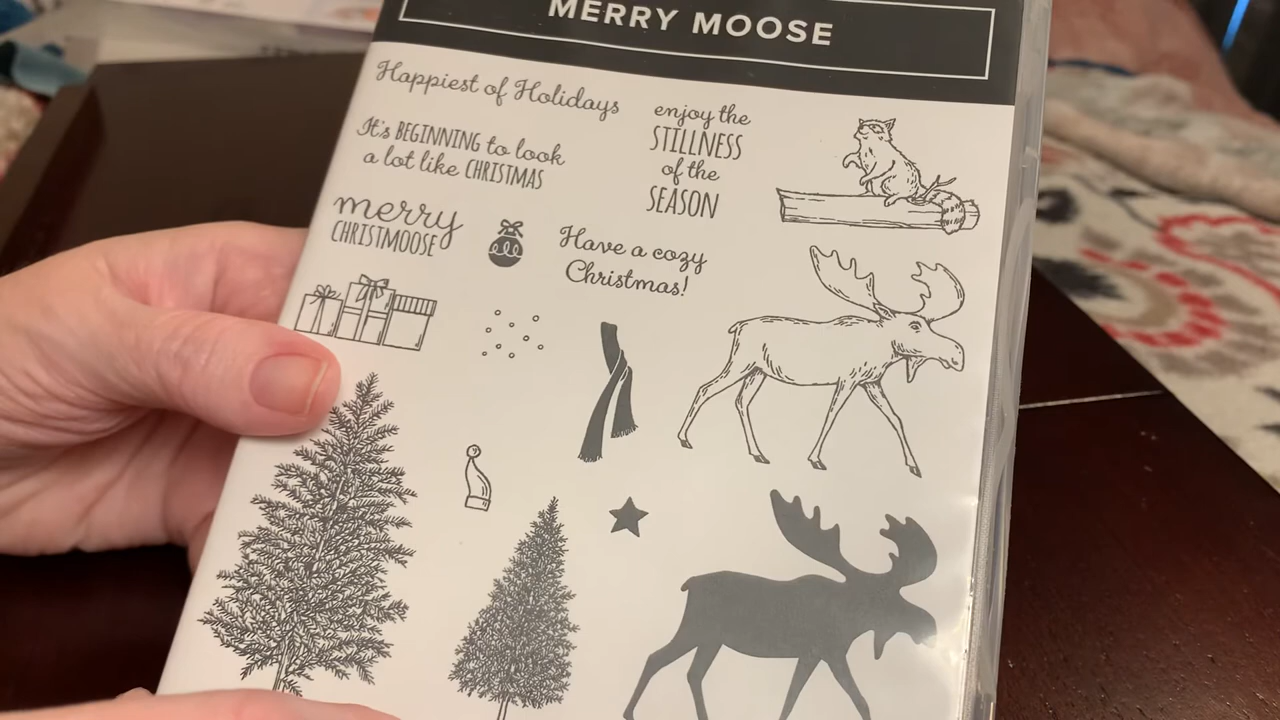 MERRY MOOSE
Happiest of Holidays
It's BEGINNING to look
a lot like CHRISTMAS
enjoy the
STILLNESS
of the
SEASON
merry
CHRISTMOOSE
Have a cozy
Christmas!